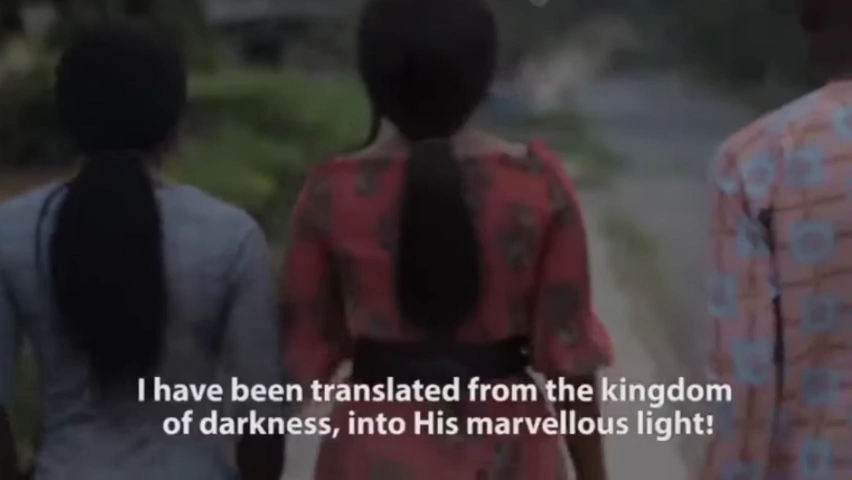 I have been translated from the kingdom
of darkness, into His marvellous light!